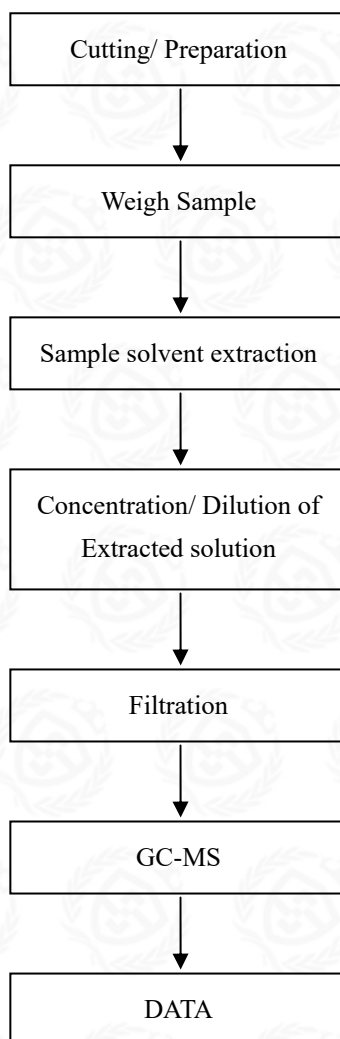 Cutting/ Preparation
Weigh Sample
Sample solvent extraction
Concentration/ Dilution of
Extracted solution
Filtration
GC-MS
DATA